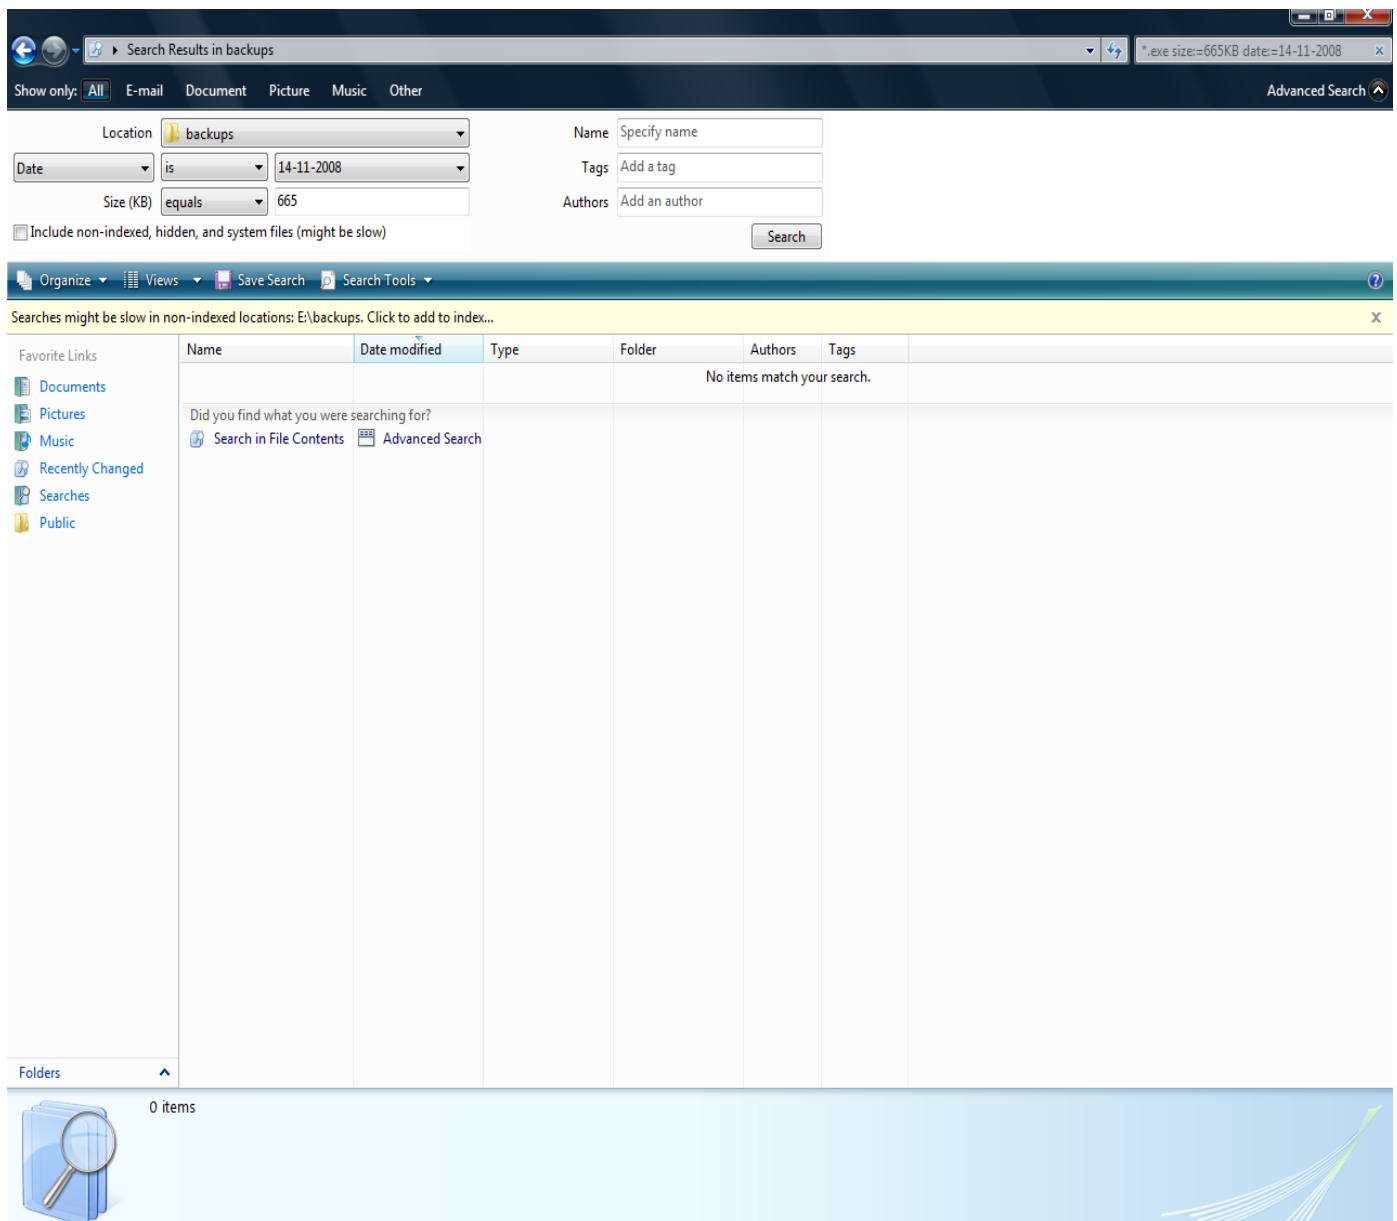 Search Results in backups
*.exe size:=665KB date:=14-11-2008
Show only: All E-mail Document Picture Music Other
Advanced Search
Location backups
Name Specify name
Date is 14-11-2008
Tags Add a tag
Size (KB) equals 665
Authors Add an author
Include non-indexed, hidden, and system files (might be slow)
Search
Organize Views Save Search Search Tools
Searches might be slow in non-indexed locations: E:\backups. Click to add to index...
Favorite Links
Documents
Pictures
Music
Recently Changed
Searches
Public
Name Date modified Type Folder Authors Tags
No items match your search.
Did you find what you were searching for?
Search in File Contents Advanced Search
Folders
0 items